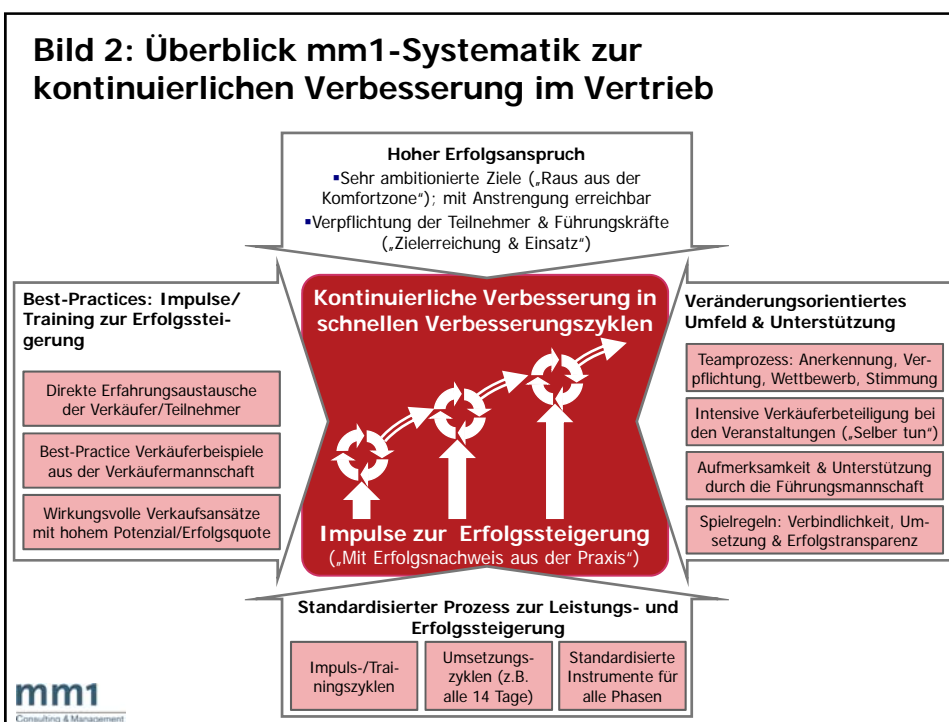 Bild 2: Überblick mm1-Systematik zur
kontinuierlichen Verbesserung im Vertrieb
Hoher Erfolgsanspruch
▪Sehr ambitionierte Ziele („Raus aus der
Komfortzone“); mit Anstrengung erreichbar
▪Verpflichtung der Teilnehmer & Führungskräfte
(„Zielerreichung & Einsatz“)
Best-Practices: Impulse/
Training zur Erfolgsstei-
gerung
Direkte Erfahrungsaustausche
der Verkäufer/Teilnehmer
Best-Practice Verkäuferbeispiele
aus der Verkäufermannschaft
Wirkungsvolle Verkaufsansätze
mit hohem Potenzial/Erfolgsquote
Kontinuierliche Verbesserung in
schnellen Verbesserungszyklen
Impulse zur Erfolgssteigerung
(„Mit Erfolgsnachweis aus der Praxis“)
Veränderungsorientiertes
Umfeld & Unterstützung
Teamprozess: Anerkennung, Ver-
pflichtung, Wettbewerb, Stimmung
Intensive Verkäuferbeteiligung bei
den Veranstaltungen („Selber tun“)
Aufmerksamkeit & Unterstützung
durch die Führungsmannschaft
Spielregeln: Verbindlichkeit, Um-
setzung & Erfolgstransparenz
Standardisierter Prozess zur Leistungs- und
Erfolgssteigerung
Impuls-/Trai-
ningszyklen
Umsetzungs-
zyklen (z.B.
alle 14 Tage)
Standardisierte
Instrumente für
alle Phasen
mm1
Consulting & Management